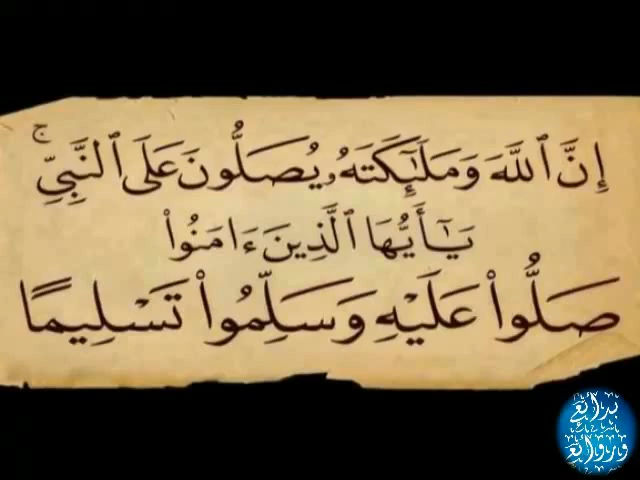 إِنَّ ٱللَّهَ وَمَلَٰٓئِكَتَهُۥ يُصَلُّونَ عَلَى ٱلنَّبِىِّ ۚ
يَٰٓأَيُّهَا ٱلَّذِينَ ءَامَنُوا۟
صَلُّوا۟ عَلَيْهِ وَسَلِّمُوا۟ تَسْلِيمًا
بدائع
وروائع